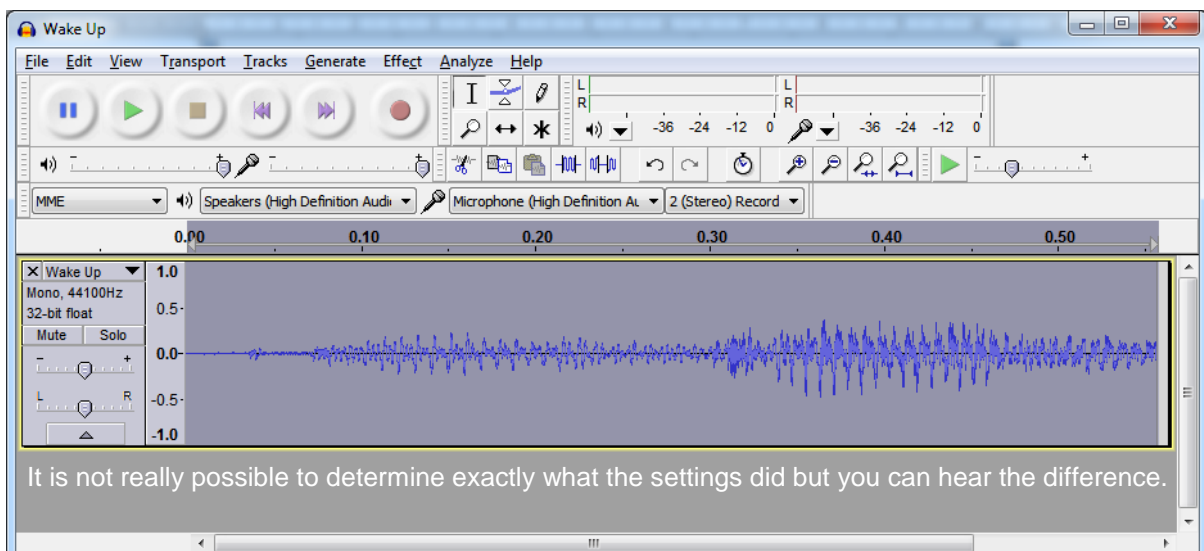 Wake Up
File Edit View Transport Tracks Generate Effect Analyze Help
L
R
-36 -24 -12 0
L
R
-36 -24 -12 0
MME
Speakers (High Definition Audi
Microphone (High Definition Au
2 (Stereo) Record
0.00 0.10 0.20 0.30 0.40 0.50
Wake Up
Mono, 44100Hz
32-bit float
Mute Solo
- +
L R
1.0
0.5
0.0
-0.5
-1.0
It is not really possible to determine exactly what the settings did but you can hear the difference.